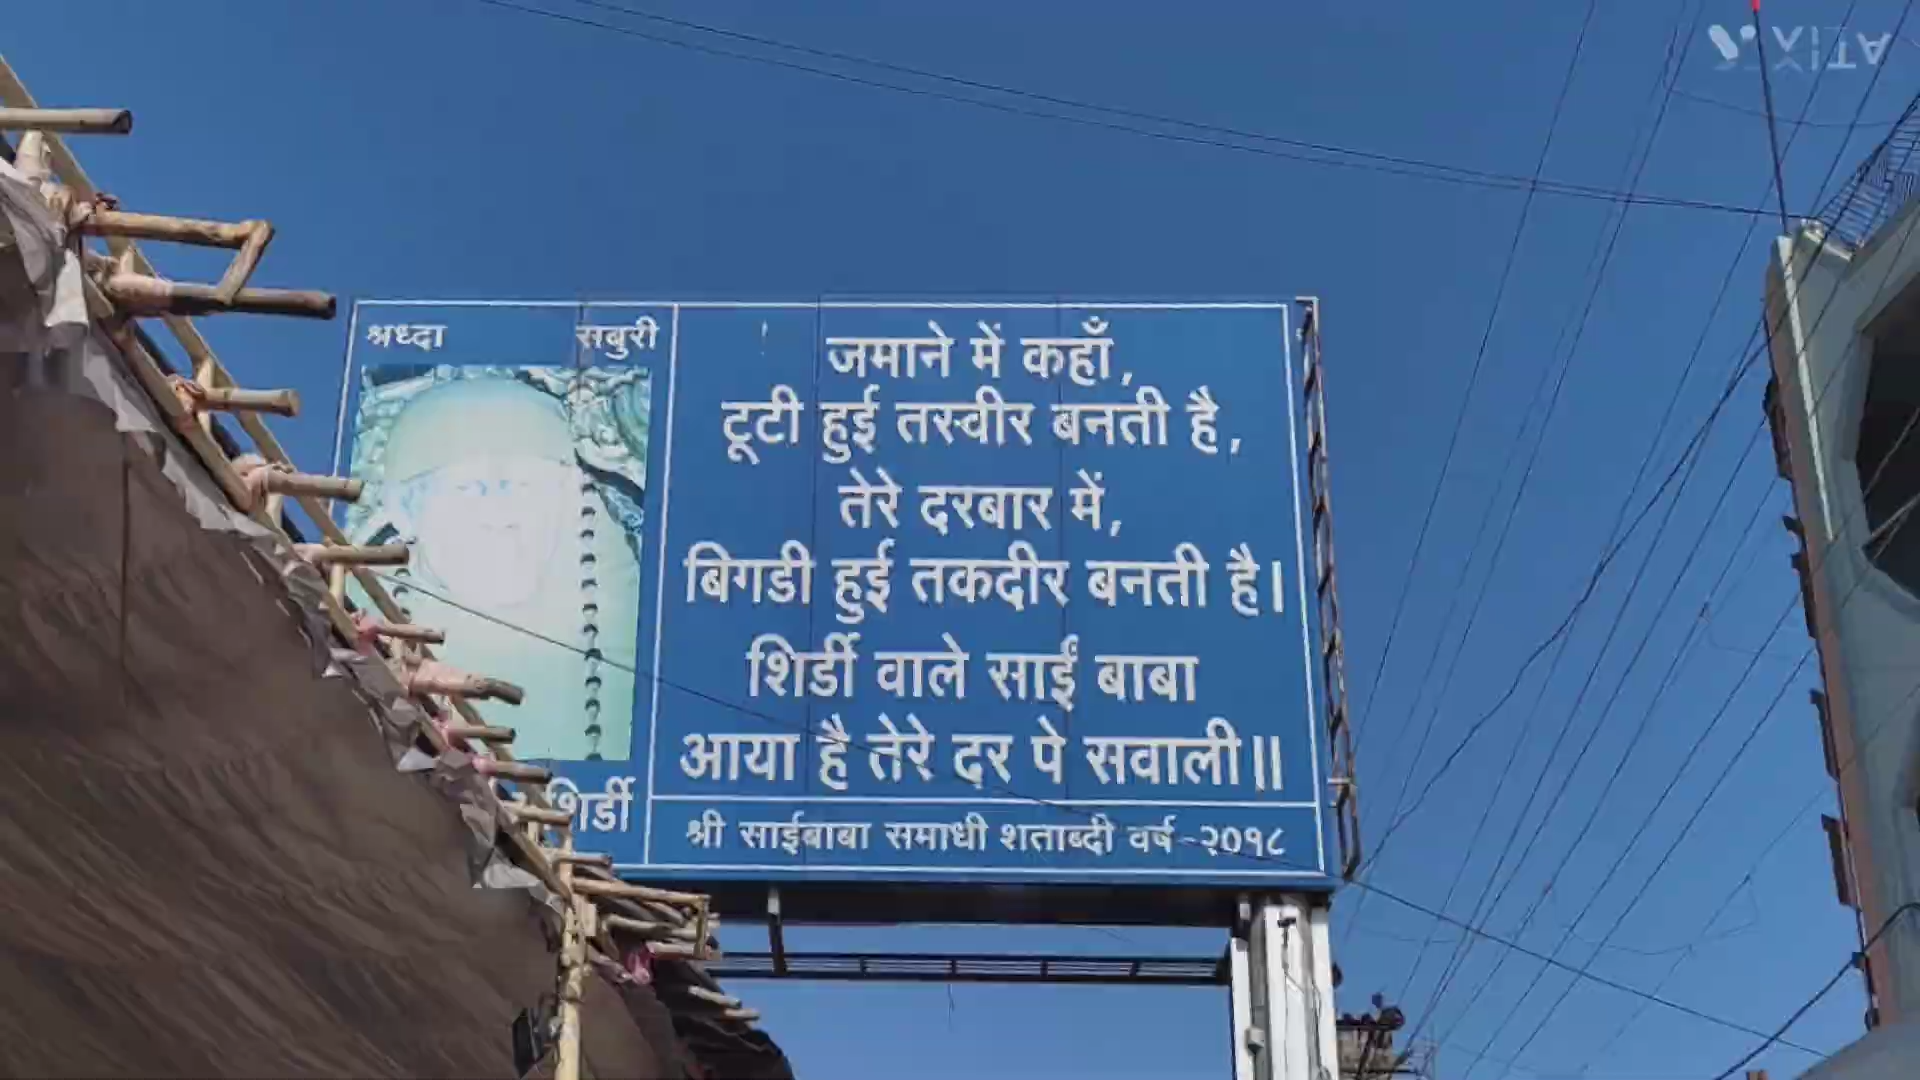 श्रध्दा सबुरी
जमाने में कहाँ,
टूटी हुई तस्वीर बनती है,
तेरे दरबार में,
बिगडी हुई तकदीर बनती है।
शिर्डी वाले साईं बाबा
आया है तेरे दर पे सवाली॥
शिर्डी
श्री साईबाबा समाधी शताब्दी वर्ष -२०१८